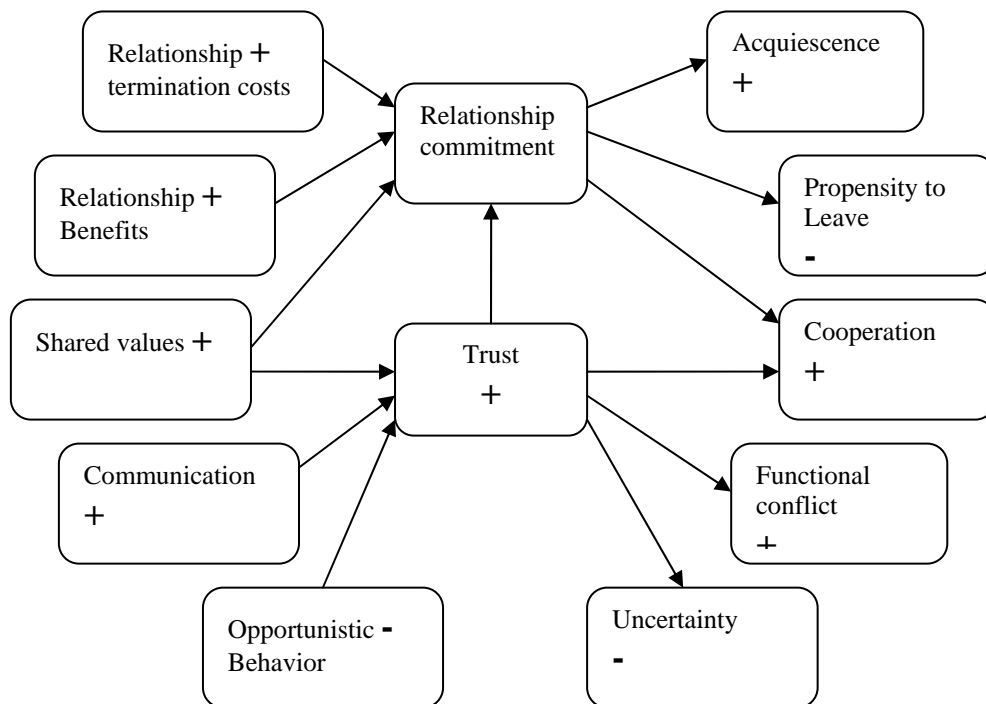 Relationship +
termination costs
Relationship +
Benefits
Shared values +
Communication
+
Opportunistic -
Behavior
Relationship
commitment
Trust
+
Acquiescence
+
Propensity to
Leave
-
Cooperation
+
Functional
conflict
+
Uncertainty
-